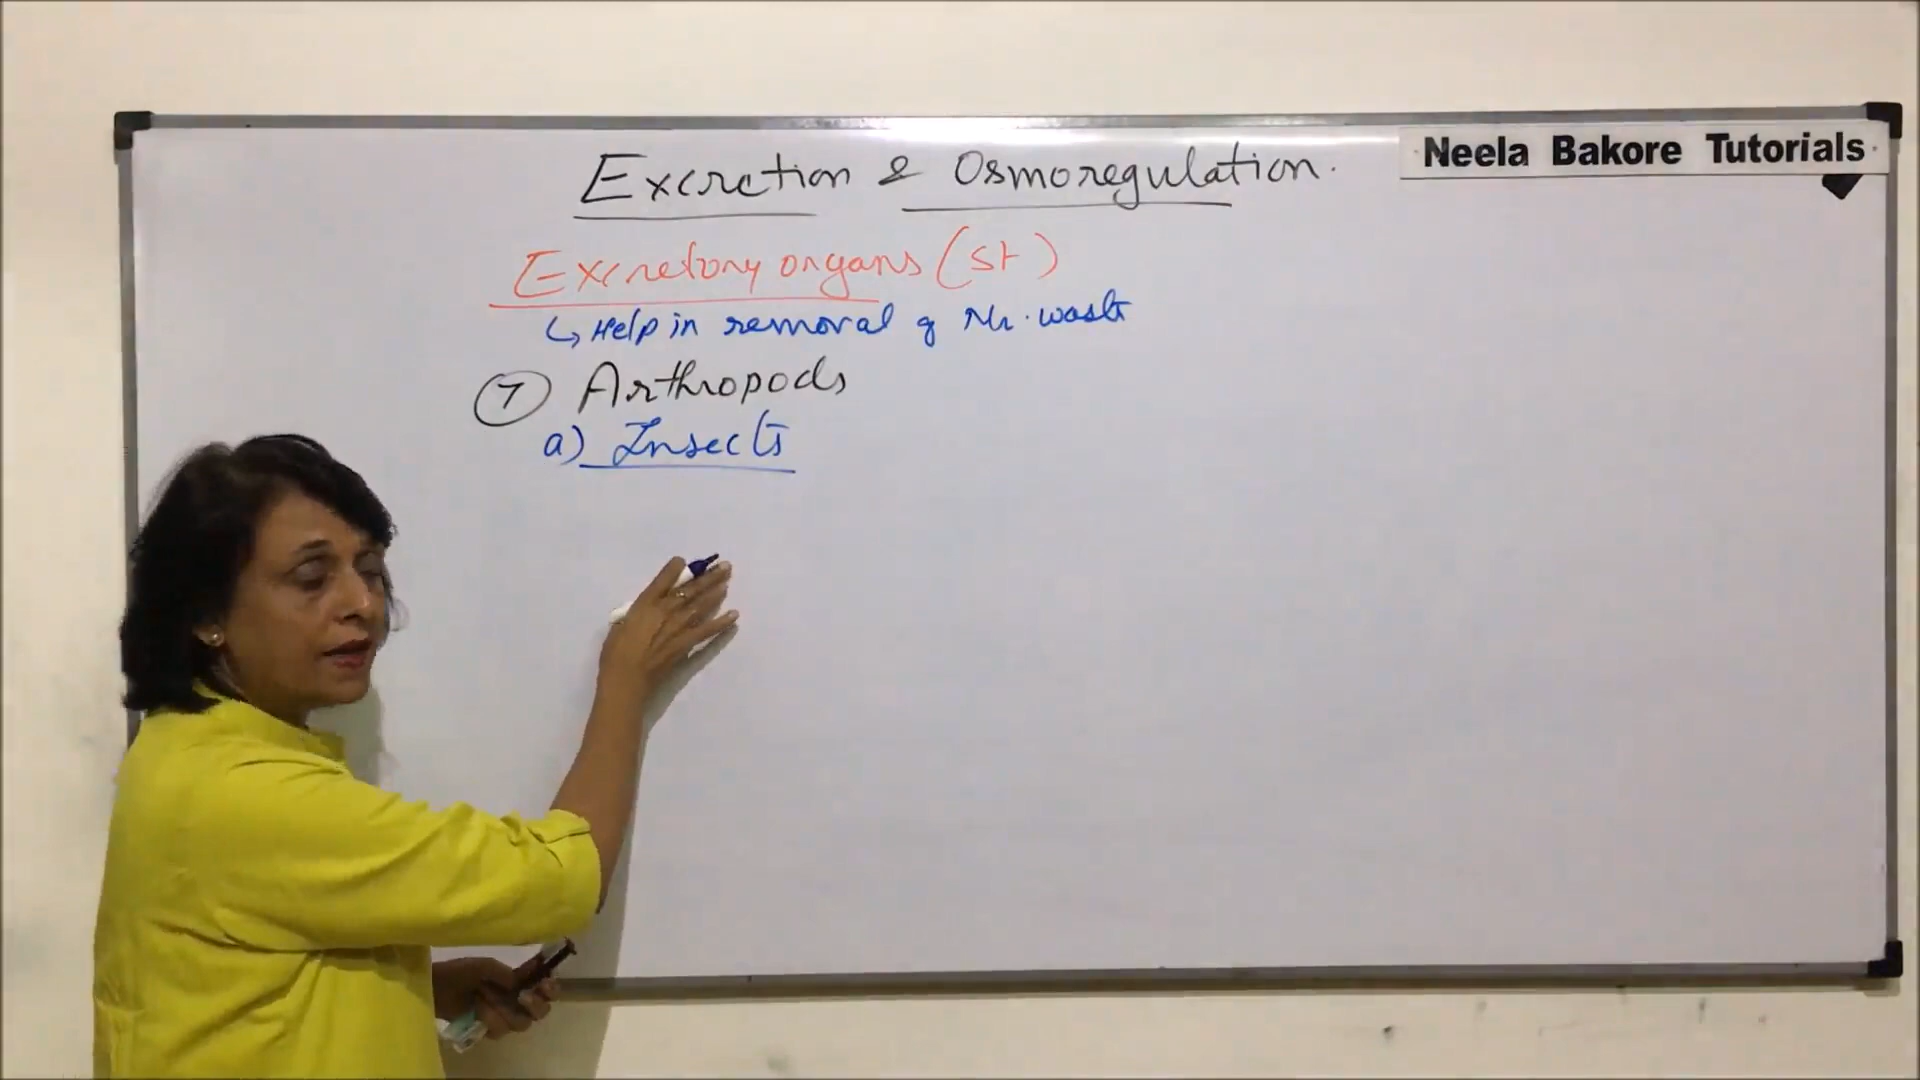 Neela Bakore Tutorials
Excretion & Osmoregulation.
Excretory organs (St)
↳ Help in removal of Nr. waste
7 Arthropods
a) Insects